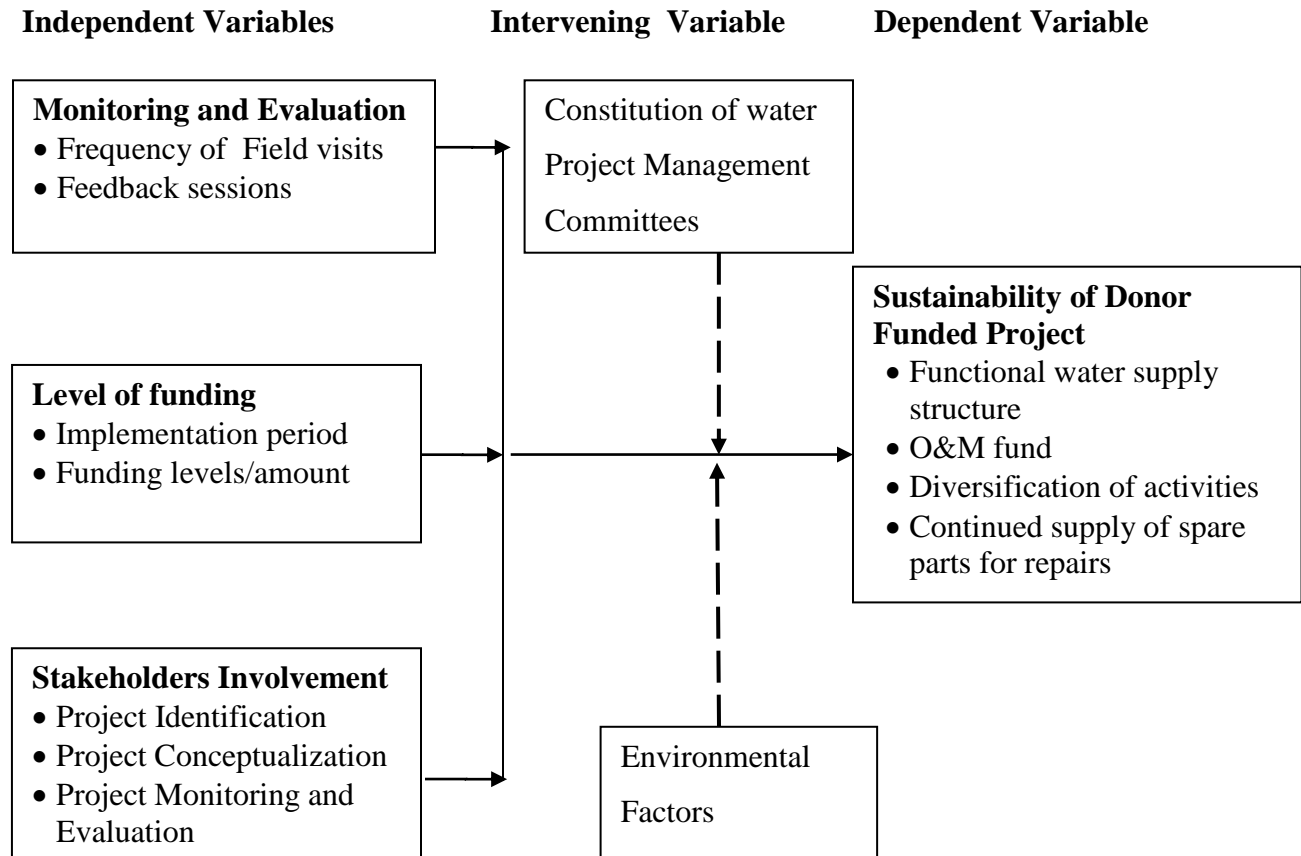 Independent Variables
Intervening Variable
Dependent Variable
Monitoring and Evaluation
• Frequency of Field visits
• Feedback sessions
Constitution of water
Project Management
Committees
Sustainability of Donor
Funded Project
• Functional water supply
structure
• O&M fund
• Diversification of activities
• Continued supply of spare
parts for repairs
Level of funding
• Implementation period
• Funding levels/amount
Stakeholders Involvement
• Project Identification
• Project Conceptualization
• Project Monitoring and
Evaluation
Environmental
Factors